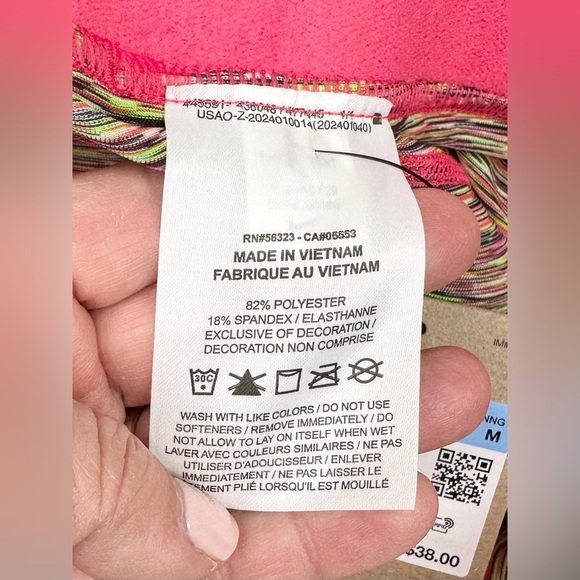 USAO-Z-2024010014(202401040)
RN#56323 - CA#05553
MADE IN VIETNAM
FABRIQUE AU VIETNAM
82% POLYESTER
18% SPANDEX / ELASTHANNE
EXCLUSIVE OF DECORATION /
DECORATION NON COMPRISE
30C
WASH WITH LIKE COLORS / DO NOT USE
SOFTENERS / REMOVE IMMEDIATELY / DO
NOT ALLOW TO LAY ON ITSELF WHEN WET
LAVER AVEC COULEURS SIMILAIRES / NE PAS
UTILISER D'ADOUCISSEUR / ENLEVER
IMMEDIATEMENT / NE PAS LAISSER LE
TEMENT PLIÉ LORSQU'IL EST MOUILLÉ
M
$38.00